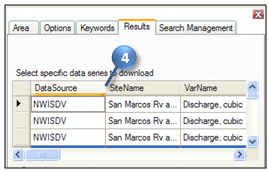 Area Options Keywords Results Search Management
4
Select specific data series to download
DataSource SiteName VarName
NWISDV San Marcos Rv a... Discharge, cubic
NWISDV San Marcos Rv a... Discharge, cubic
NWISDV San Marcos Rv a... Discharge, cubic